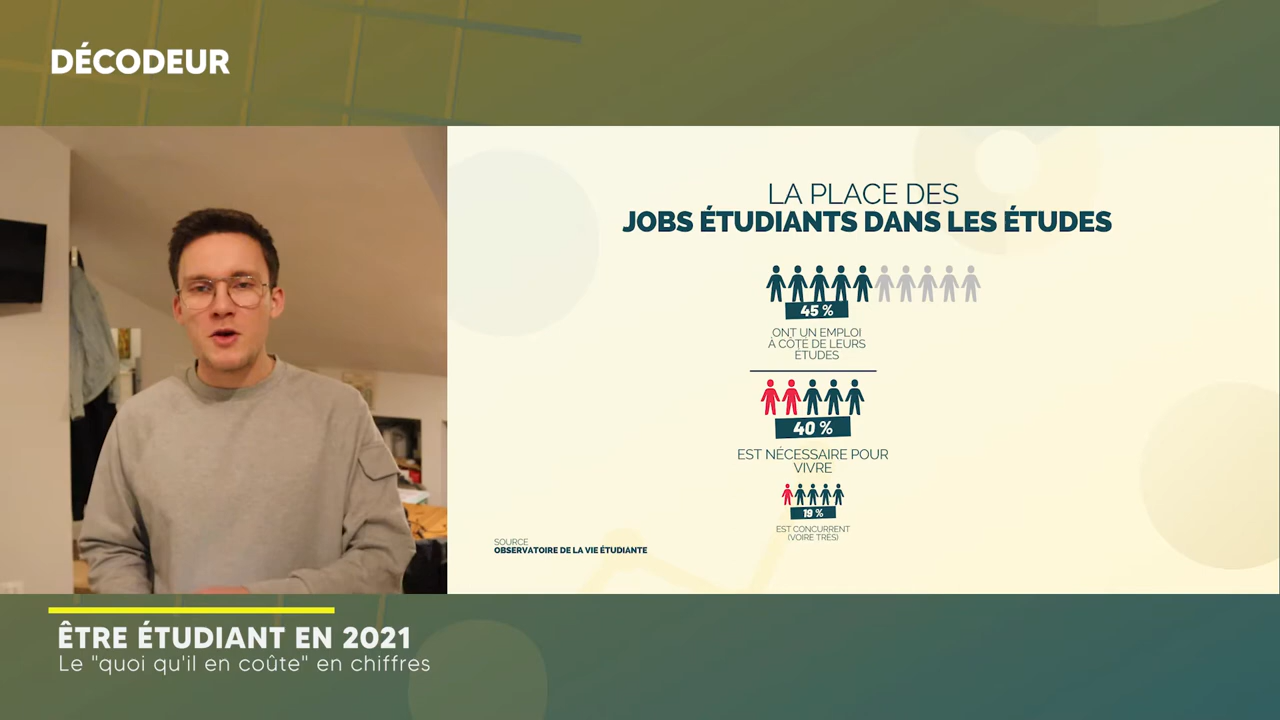 DÉCODEUR
LA PLACE DES
JOBS ÉTUDIANTS DANS LES ÉTUDES
45 %
ONT UN EMPLOI
À CÔTÉ DE LEURS
ÉTUDES
40 %
EST NÉCESSAIRE POUR
VIVRE
19 %
EST CONCURRENT
(VOIRE TRÈS)
SOURCE
OBSERVATOIRE DE LA VIE ÉTUDIANTE
ÊTRE ÉTUDIANT EN 2021
Le "quoi qu'il en coûte" en chiffres